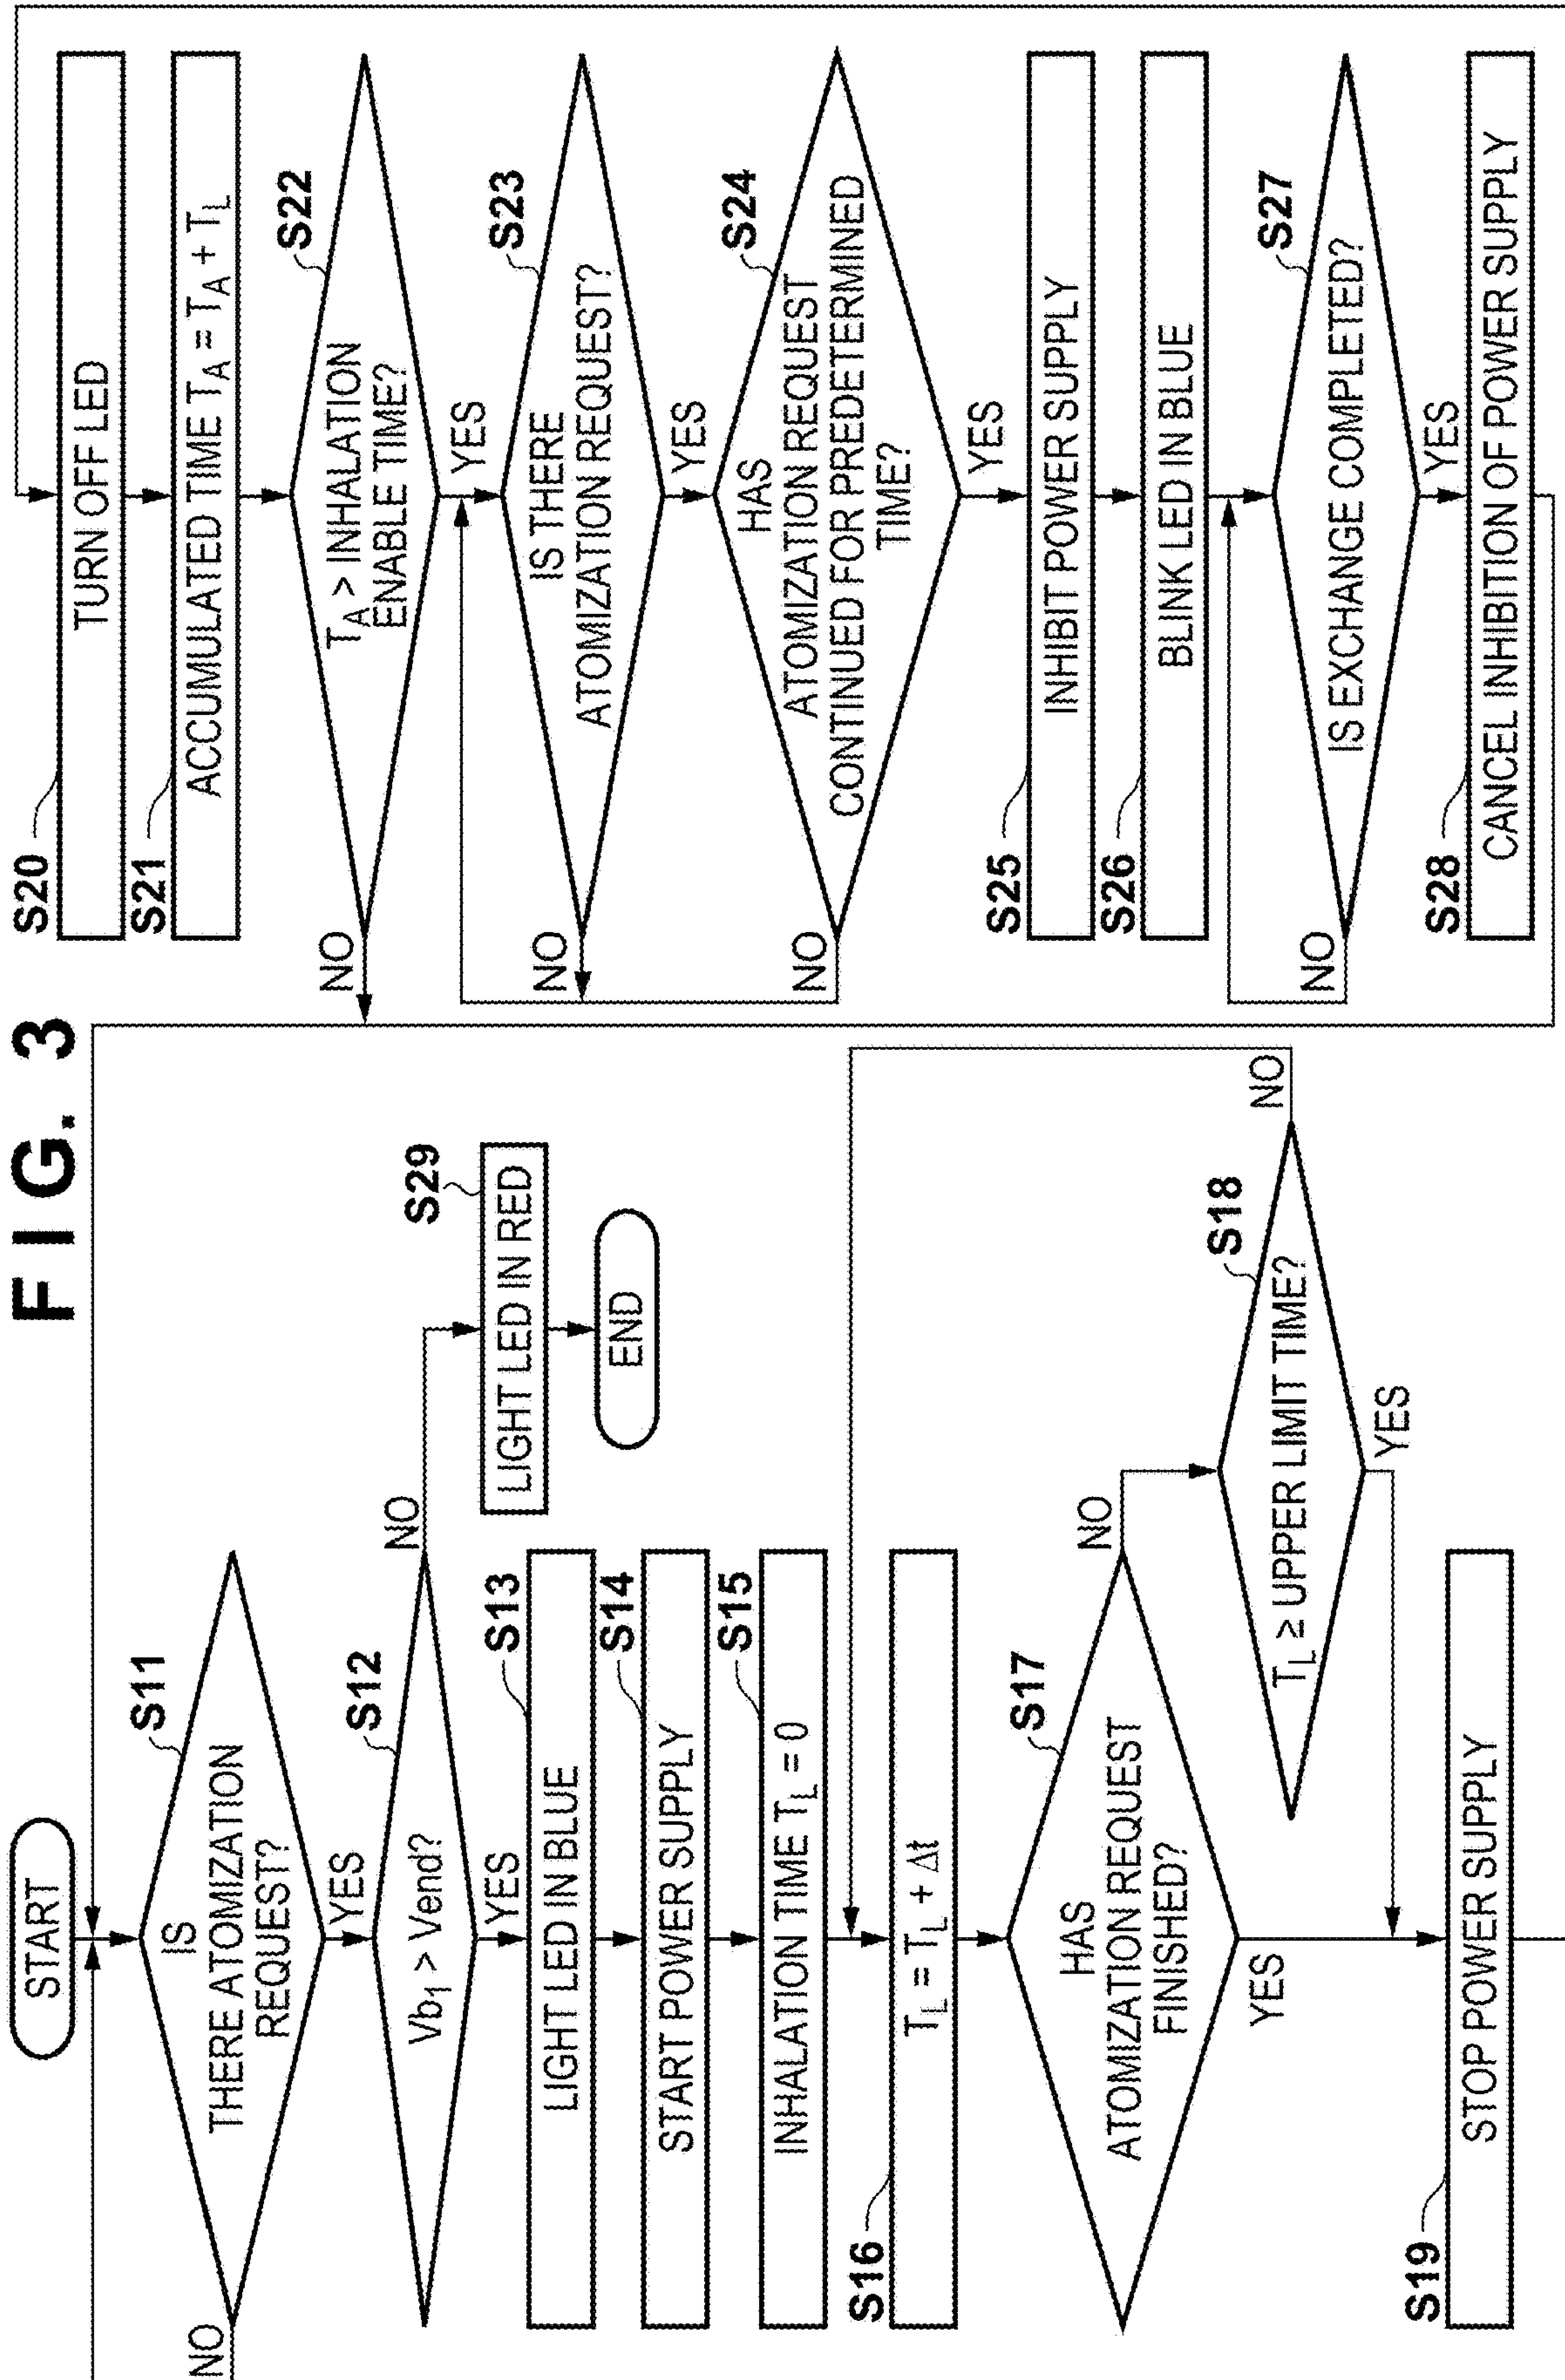 FIG. 3
START
S11
IS
THERE ATOMIZATION
REQUEST?
NO
YES
S12
Vb1 > Vend?
NO
YES
S29
LIGHT LED IN RED
END
S13
LIGHT LED IN BLUE
S14
START POWER SUPPLY
S15
INHALATION TIME TL = 0
S16
TL = TL + Δt
S17
HAS
ATOMIZATION REQUEST
FINISHED?
NO
YES
S18
TL ≥ UPPER LIMIT TIME?
NO
YES
S19
STOP POWER SUPPLY
S20
TURN OFF LED
S21
ACCUMULATED TIME TA = TA + TL
S22
TA > INHALATION
ENABLE TIME?
NO
YES
S23
IS THERE
ATOMIZATION REQUEST?
NO
YES
S24
HAS
ATOMIZATION REQUEST
CONTINUED FOR PREDETERMINED
TIME?
NO
YES
S25
INHIBIT POWER SUPPLY
S26
BLINK LED IN BLUE
S27
IS EXCHANGE COMPLETED?
NO
YES
S28
CANCEL INHIBITION OF POWER SUPPLY